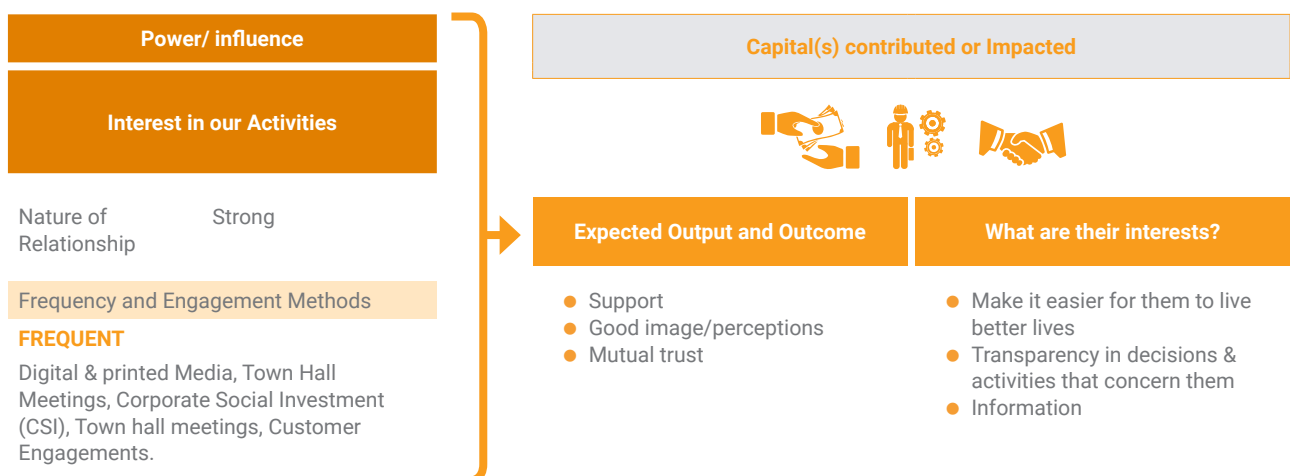 Power/ influence
Interest in our Activities
Nature of
Relationship
Strong
Frequency and Engagement Methods
FREQUENT
Digital & printed Media, Town Hall
Meetings, Corporate Social Investment
(CSI), Town hall meetings, Customer
Engagements.
Capital(s) contributed or Impacted
Expected Output and Outcome
Support
Good image/perceptions
Mutual trust
What are their interests?
Make it easier for them to live
better lives
Transparency in decisions &
activities that concern them
Information